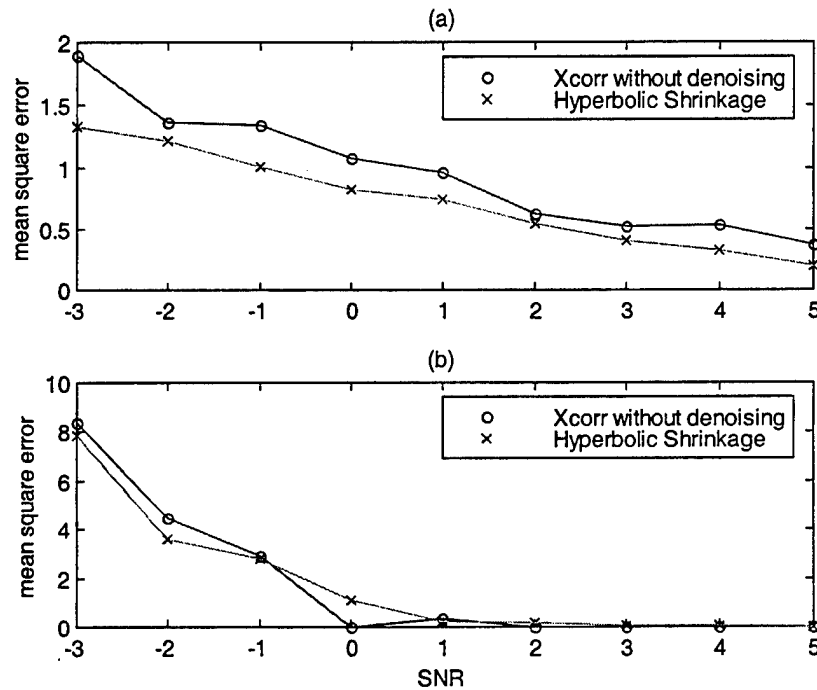 (a)
2
1.5
1
0.5
0
mean square error
Xcorr without denoising
Hyperbolic Shrinkage
-3 -2 -1 0 1 2 3 4 5
(b)
10
8
6
4
2
0
mean square error
Xcorr without denoising
Hyperbolic Shrinkage
-3 -2 -1 0 1 2 3 4 5
SNR